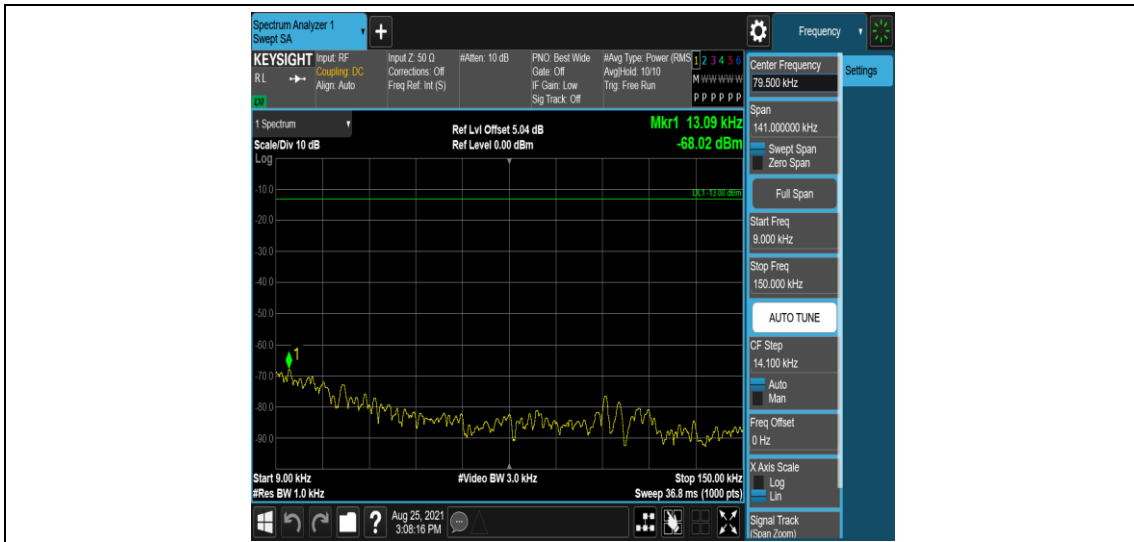 Spectrum Analyzer 1
Swept SA
+
Frequency
KEYSIGHT
RL
Input: RF
Coupling: DC
Align: Auto
Input Z: 50 Ω
Corrections: Off
Freq Ref: Int (S)
#Atten: 10 dB
PNO: Best Wide
Gate: Off
IF Gain: Low
Sig Track: Off
#Avg Type: Power (RMS
Avg|Hold: 10/10
Trig: Free Run
1 2 3 4 5 6
M W W W W W
P P P P P P
1 Spectrum
Scale/Div 10 dB
Log
Ref Lvl Offset 5.04 dB
Ref Level 0.00 dBm
Mkr1 13.09 kHz
-68.02 dBm
DL1 -13.00 dBm
-10.0
-20.0
-30.0
-40.0
-50.0
-60.0
1
-70.0
-80.0
-90.0
Start 9.00 kHz
#Res BW 1.0 kHz
#Video BW 3.0 kHz
Stop 150.00 kHz
Sweep 36.8 ms (1000 pts)
?
Aug 25, 2021
3:08:16 PM
Center Frequency
79.500 kHz
Settings
Span
141.000000 kHz
Swept Span
Zero Span
Full Span
Start Freq
9.000 kHz
Stop Freq
150.000 kHz
AUTO TUNE
CF Step
14.100 kHz
Auto
Man
Freq Offset
0 Hz
X Axis Scale
Log
Lin
Signal Track
(Span Zoom)